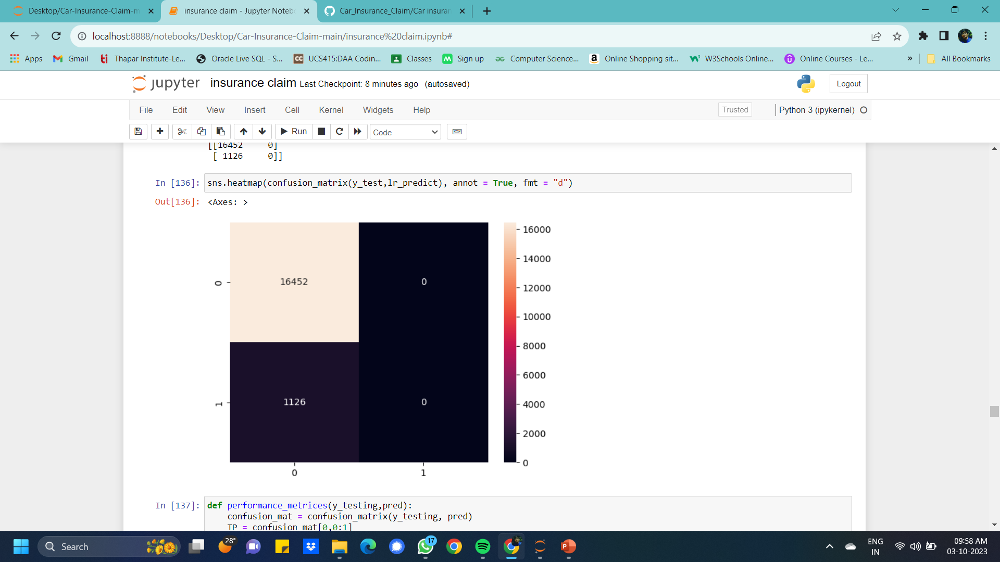 Desktop/Car-Insurance-Claim-m
insurance claim - Jupyter Noteb
Car_Insurance_Claim/Car insuran
localhost:8888/notebooks/Desktop/Car-Insurance-Claim-main/insurance%20claim.ipynb#
Apps Gmail Thapar Institute-Le... Oracle Live SQL - S... UCS415:DAA Codin... Classes Sign up Computer Science... Online Shopping sit... W3Schools Online... Online Courses - Le... » All Bookmarks
jupyter insurance claim Last Checkpoint: 8 minutes ago (autosaved)
Logout
File Edit View Insert Cell Kernel Widgets Help
Trusted Python 3 (ipykernel)
Run Code
[[16452 0]
[ 1126 0]]
In [136]: sns.heatmap(confusion_matrix(y_test,lr_predict), annot = True, fmt = "d")
Out[136]: <Axes: >
16000
14000
12000
10000
8000
6000
4000
2000
0
0 16452 0
1 1126 0
0 1
In [137]: def performance_metrices(y_testing,pred):
confusion_mat = confusion_matrix(y_testing, pred)
TP = confusion_mat[0,0:1]
Search
28°
17
ENG
IN
09:58 AM
03-10-2023